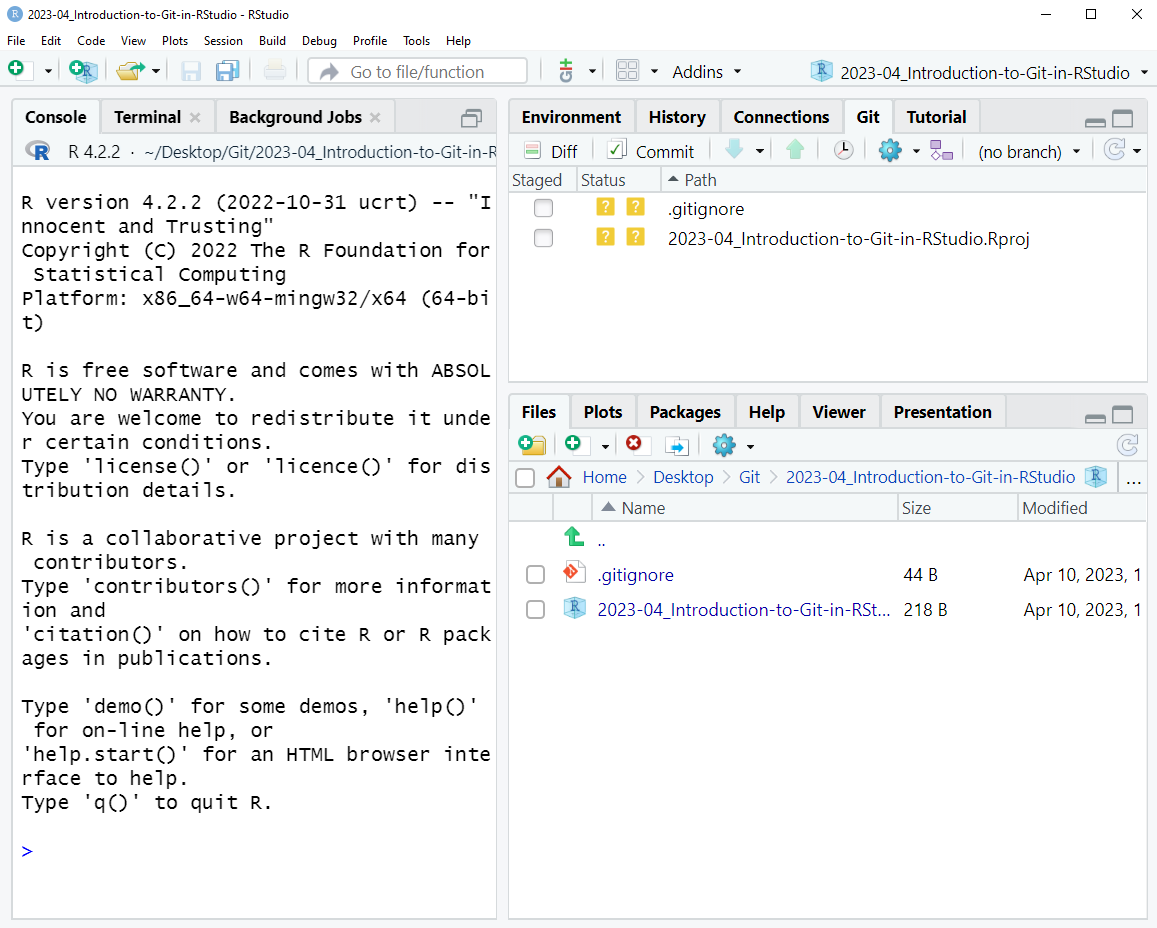 2023-04_Introduction-to-Git-in-RStudio - RStudio
File Edit Code View Plots Session Build Debug Profile Tools Help
Go to file/function Addins 2023-04_Introduction-to-Git-in-RStudio
Console Terminal Background Jobs
R 4.2.2 · ~/Desktop/Git/2023-04_Introduction-to-Git-in-R
R version 4.2.2 (2022-10-31 ucrt) -- "I
nnocent and Trusting"
Copyright (C) 2022 The R Foundation for
 Statistical Computing
Platform: x86_64-w64-mingw32/x64 (64-bi
t)
R is free software and comes with ABSOL
UTELY NO WARRANTY.
You are welcome to redistribute it unde
r certain conditions.
Type 'license()' or 'licence()' for dis
tribution details.
R is a collaborative project with many
 contributors.
Type 'contributors()' for more informat
ion and
'citation()' on how to cite R or R pack
ages in publications.
Type 'demo()' for some demos, 'help()'
 for on-line help, or
'help.start()' for an HTML browser inte
rface to help.
Type 'q()' to quit R.
>
Environment History Connections Git Tutorial
Diff Commit (no branch)
Staged Status Path
? ? .gitignore
? ? 2023-04_Introduction-to-Git-in-RStudio.Rproj
Files Plots Packages Help Viewer Presentation
Home Desktop Git 2023-04_Introduction-to-Git-in-RStudio ...
Name Size Modified
..
.gitignore 44 B Apr 10, 2023, 1
2023-04_Introduction-to-Git-in-RSt... 218 B Apr 10, 2023, 1